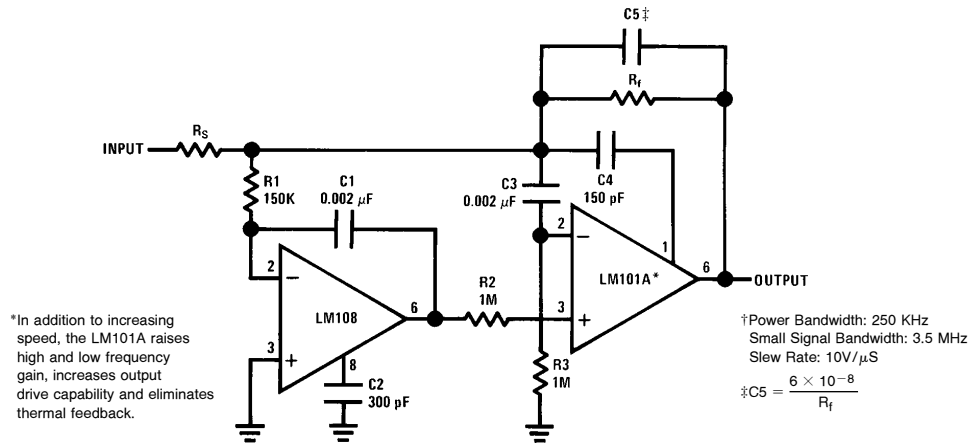 C5‡
Rf
RS
INPUT
R1
150K
C1
0.002 μF
C3
0.002 μF
C4
150 pF
2
1
LM101A*
6
OUTPUT
3
2
LM108
6
R2
1M
3
8
C2
300 pF
R3
1M
*In addition to increasing
speed, the LM101A raises
high and low frequency
gain, increases output
drive capability and eliminates
thermal feedback.
†Power Bandwidth: 250 KHz
Small Signal Bandwidth: 3.5 MHz
Slew Rate: 10V/μS
‡C5 = 6 × 10⁻⁸ / Rf